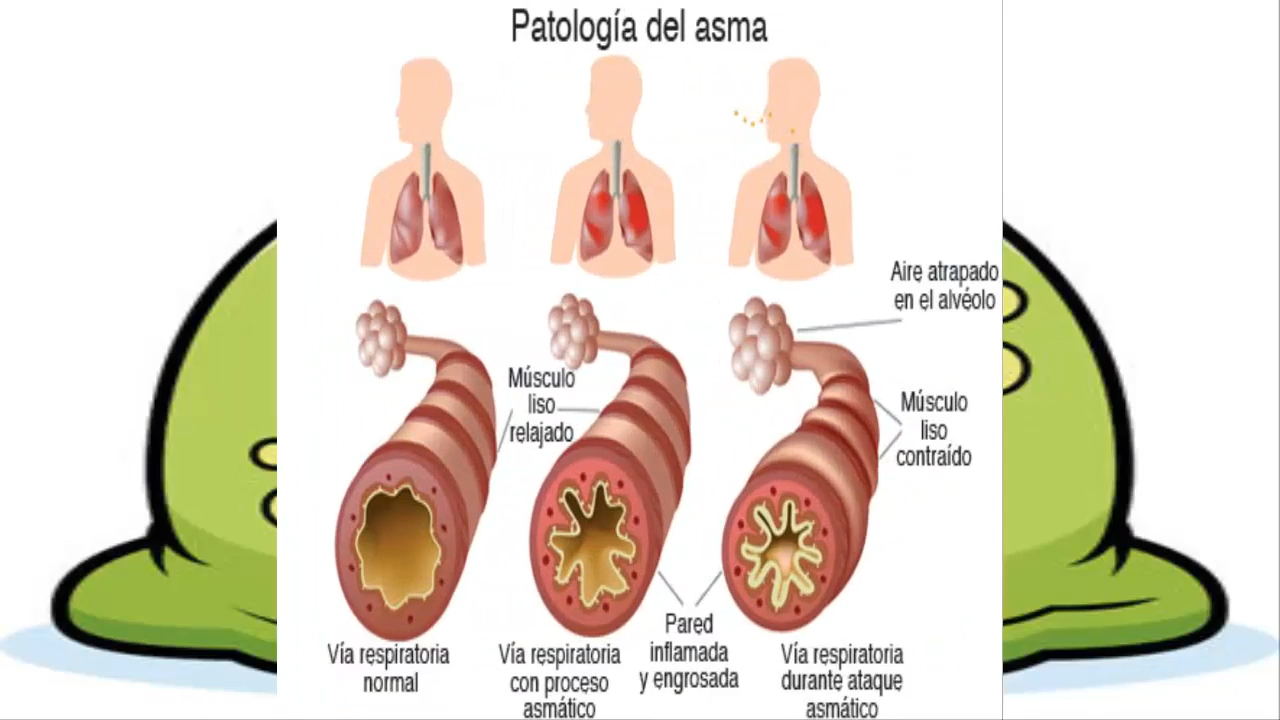 Patología del asma
Aire atrapado
en el alvéolo
Músculo
liso
relajado
Músculo
liso
contraído
Pared
inflamada
y engrosada
Vía respiratoria
normal
Vía respiratoria
con proceso
asmático
Vía respiratoria
durante ataque
asmático